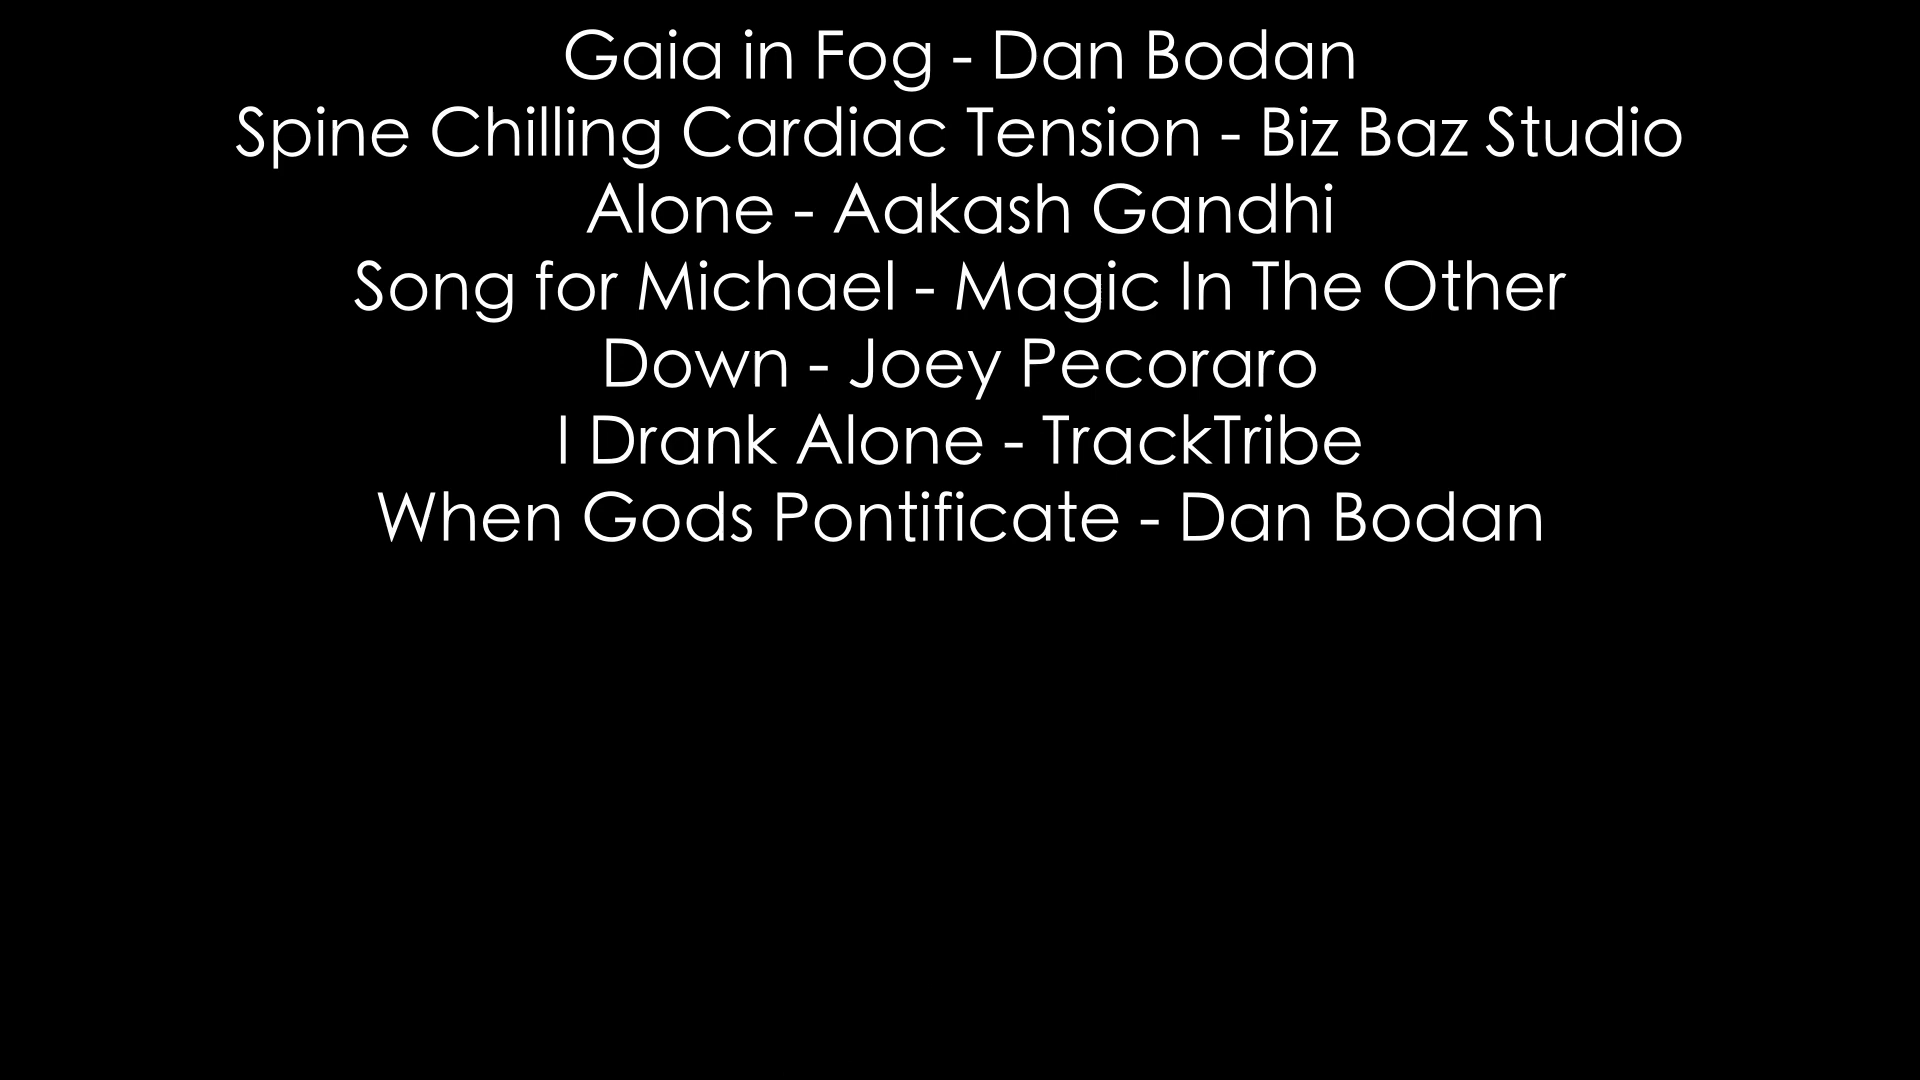 Gaia in Fog - Dan Bodan
Spine Chilling Cardiac Tension - Biz Baz Studio
Alone - Aakash Gandhi
Song for Michael - Magic In The Other
Down - Joey Pecoraro
I Drank Alone - TrackTribe
When Gods Pontificate - Dan Bodan